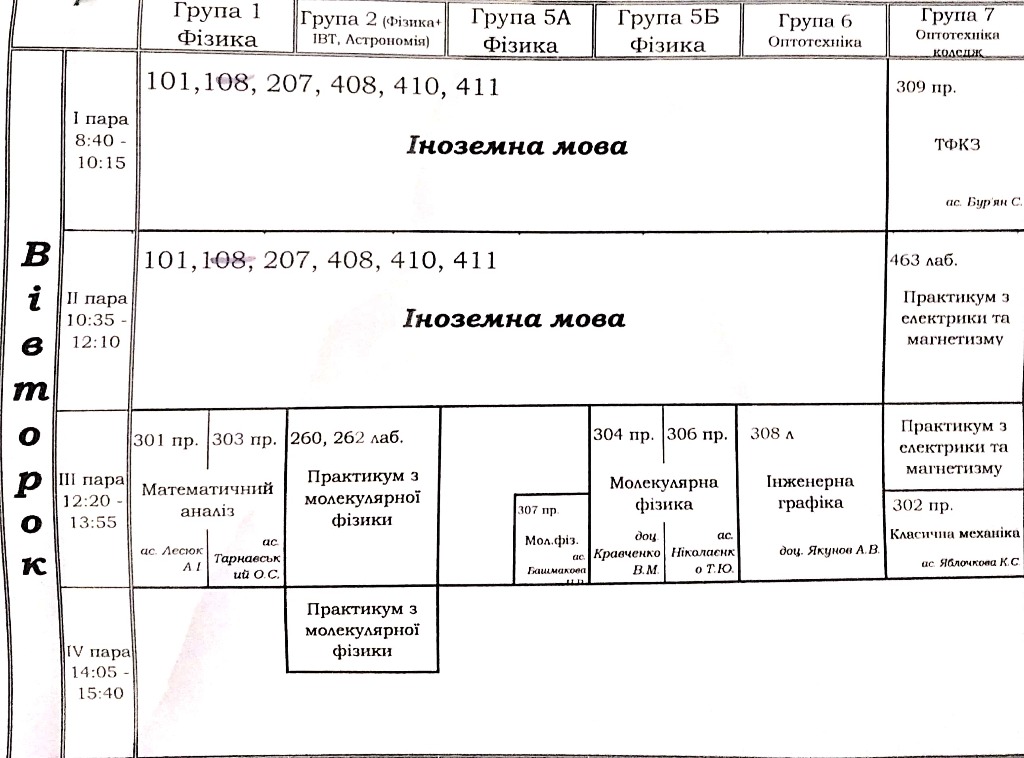 Група 1
Фізика
Група 2 (Фізика+
ІВТ, Астрономія)
Група 5А
Фізика
Група 5Б
Фізика
Група 6
Оптотехніка
Група 7
Оптотехніка
коледж
Вівторок
І пара
8:40 -
10:15
101,108, 207, 408, 410, 411
Іноземна мова
309 пр.
ТФКЗ
ас. Бур'ян С.
ІІ пара
10:35 -
12:10
101,108, 207, 408, 410, 411
Іноземна мова
463 лаб.
Практикум з
електрики та
магнетизму
ІІІ пара
12:20 -
13:55
301 пр.
303 пр.
Математичний
аналіз
ас. Лесюк
А І
ас.
Тарнавськ
ий О.С.
260, 262 лаб.
Практикум з
молекулярної
фізики
307 пр.
Мол.фіз.
ас.
Башмакова
304 пр.
306 пр.
Молекулярна
фізика
доц.
Кравченко
В.М.
ас.
Ніколаєнк
о Т.Ю.
308 л
Інженерна
графіка
доц. Якунов А.В.
Практикум з
електрики та
магнетизму
302 пр.
Класична механіка
ас. Яблочкова К.С
IV пара
14:05 -
15:40
Практикум з
молекулярної
фізики